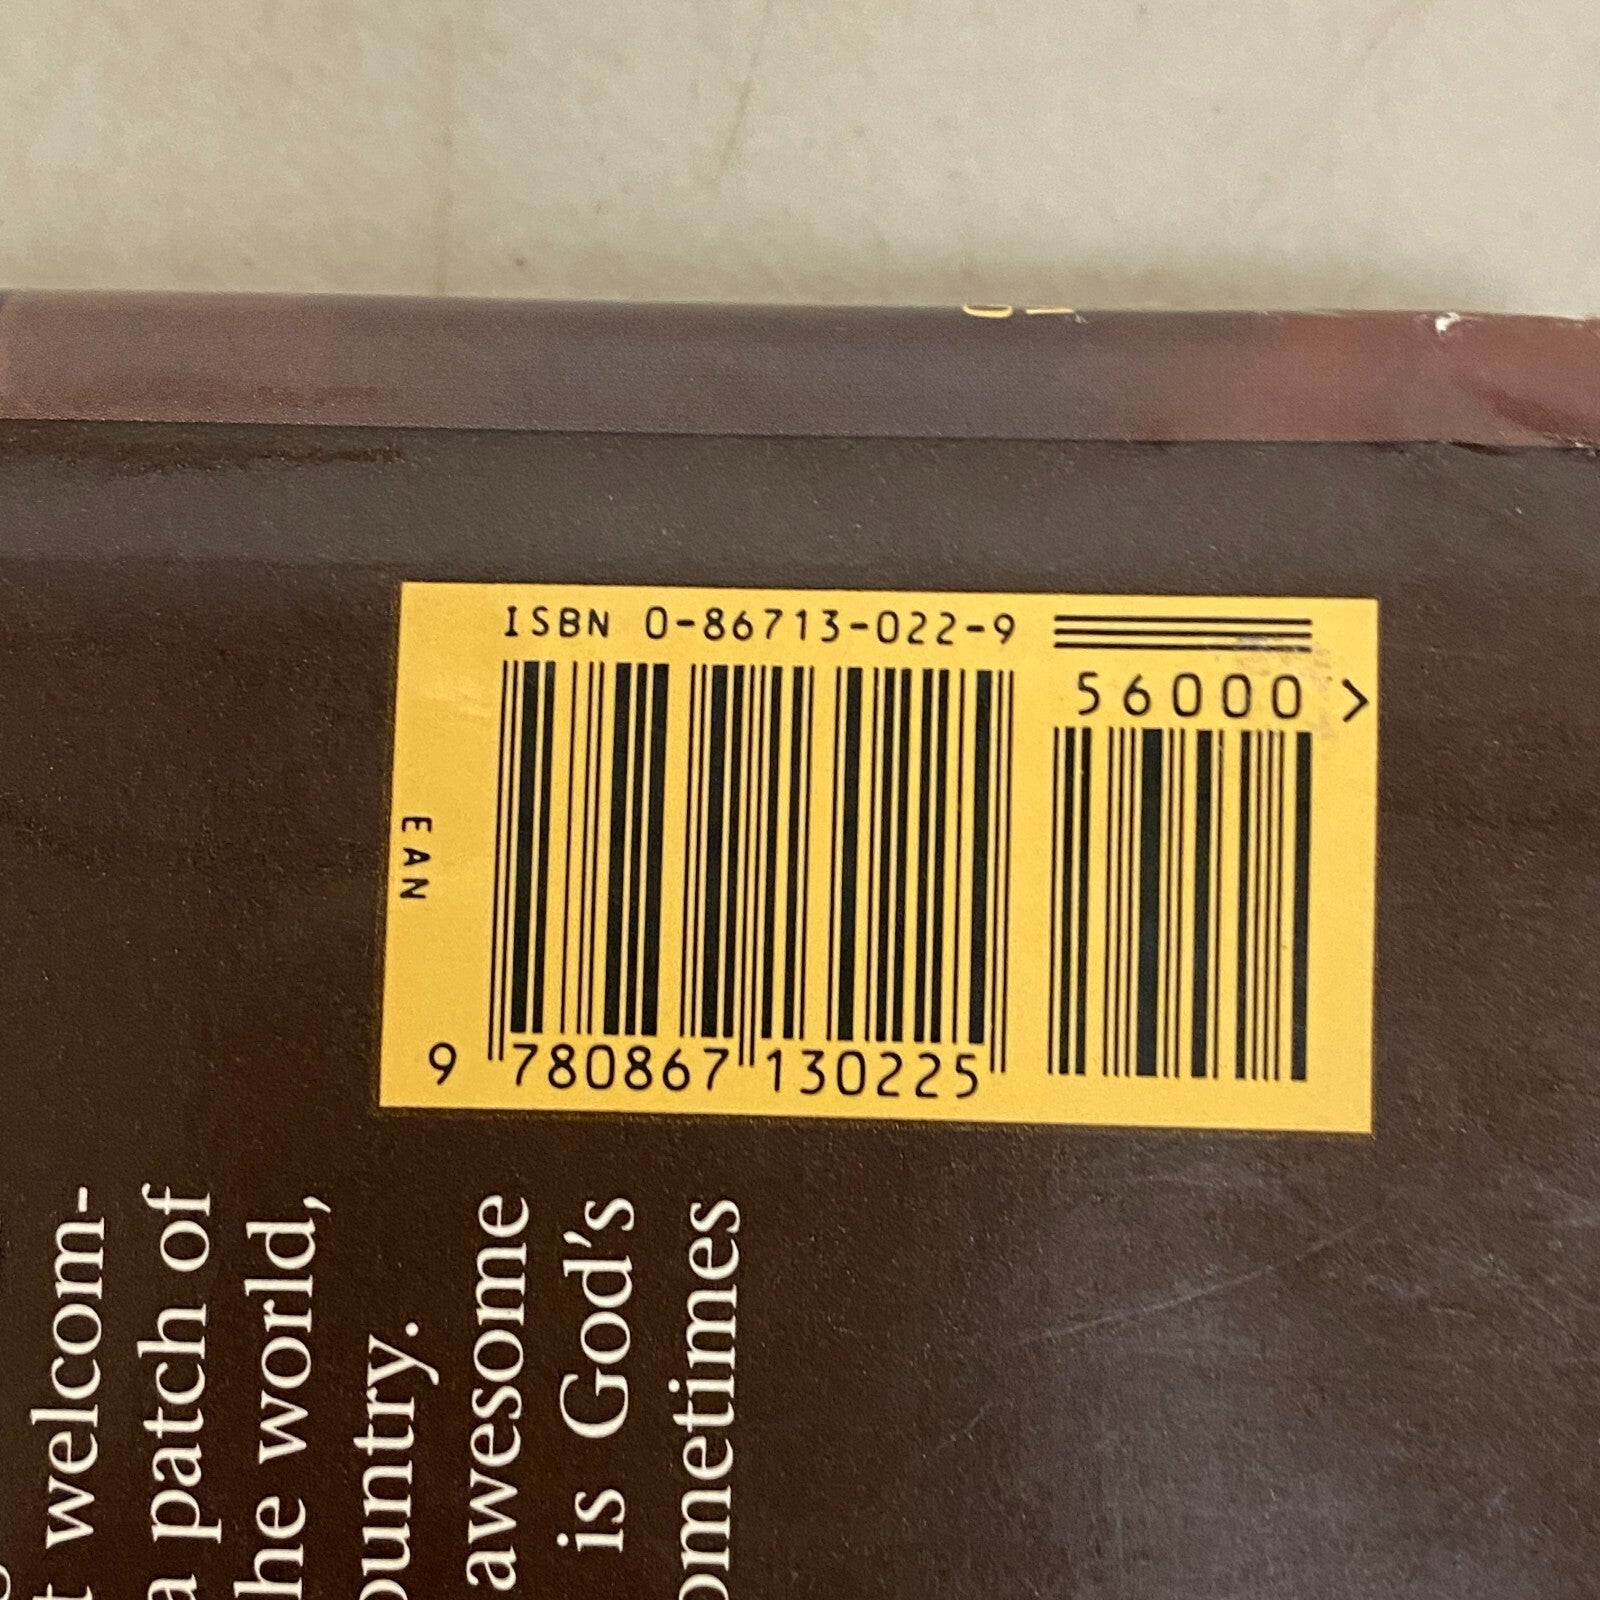 ISBN 0-86713-022-9
56000 >
EAN
9 780867 130225
welcom-
a patch of
he world,
ountry.
awesome
is God's
ometimes